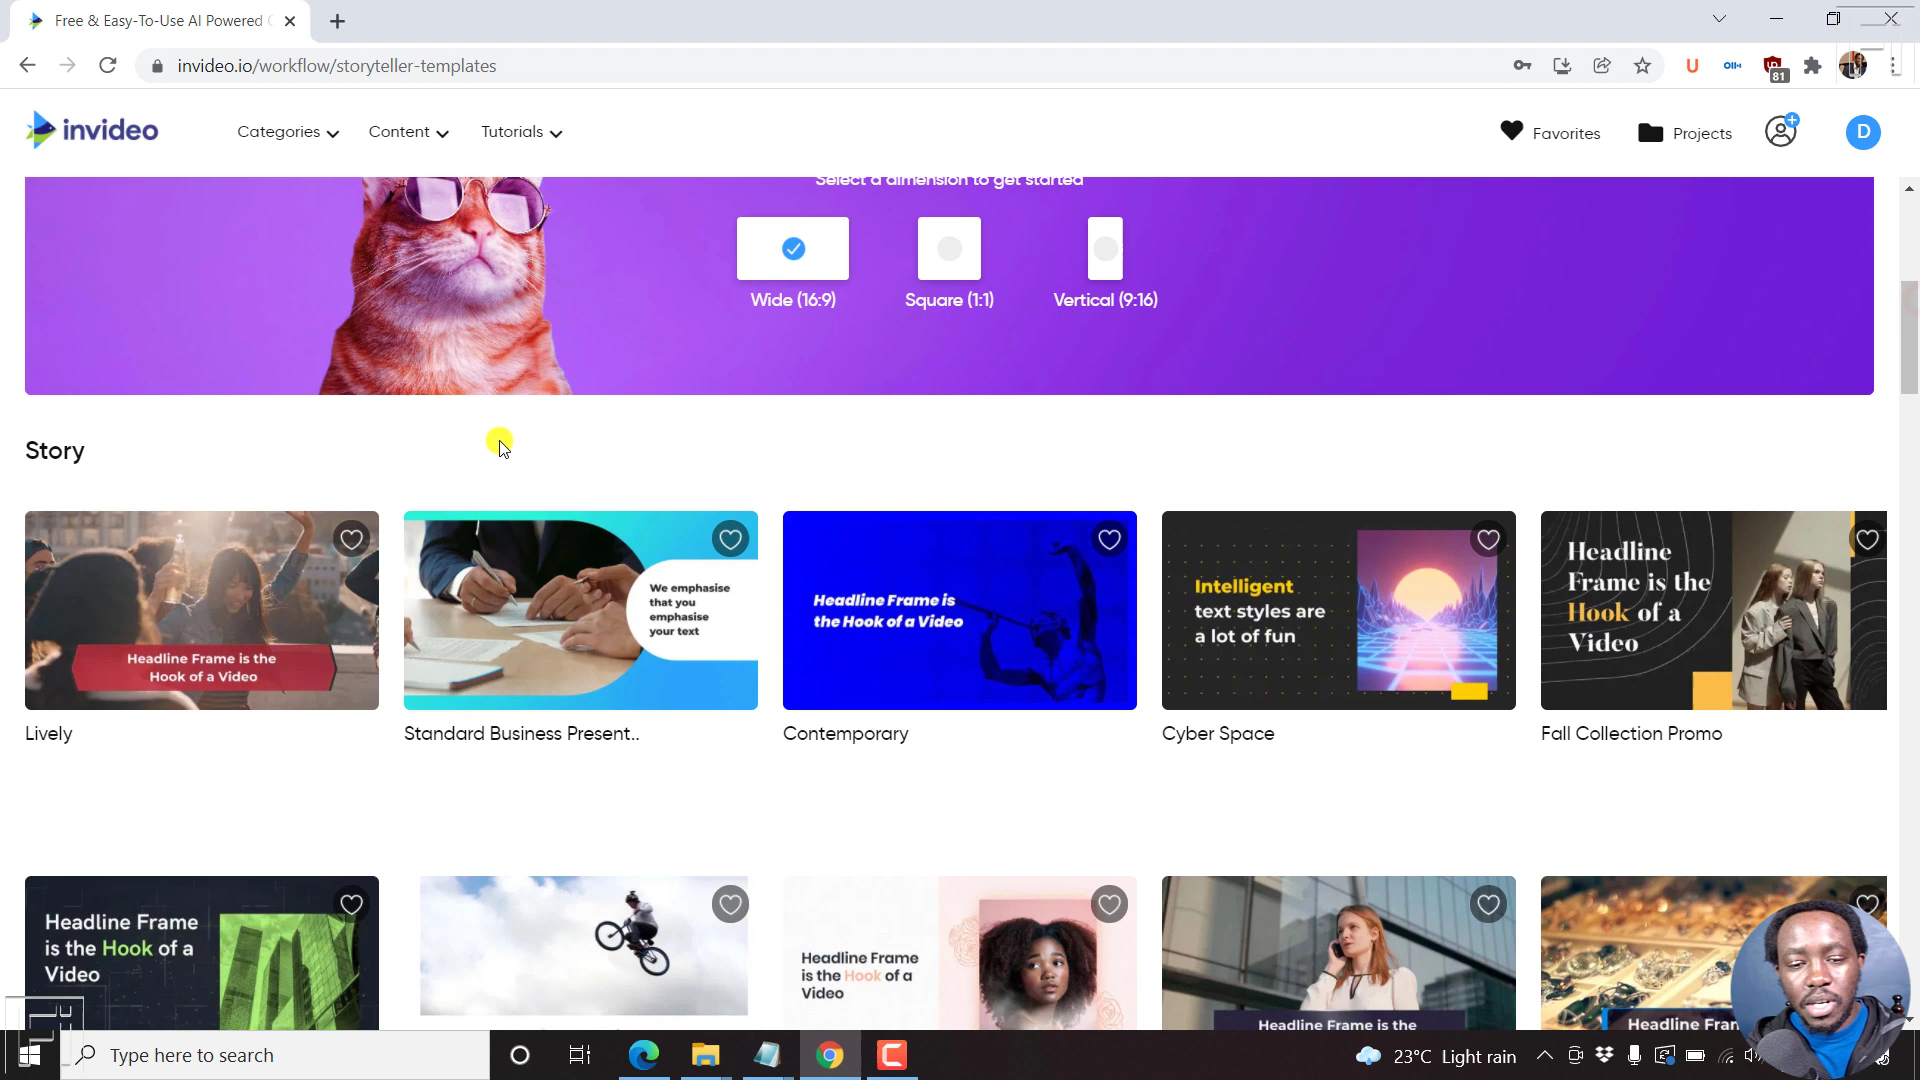 Free & Easy-To-Use AI Powered
invideo.io/workflow/storyteller-templates
81
invideo
Categories
Content
Tutorials
Favorites
Projects
D
Select a dimension to get started
Wide (16:9)
Square (1:1)
Vertical (9:16)
Story
Headline Frame is the
Hook of a Video
We emphasise
that you
emphasise
your text
Headline Frame is
the Hook of a Video
Intelligent
text styles are
a lot of fun
Headline
Frame is the
Hook of a
Video
Lively
Standard Business Present..
Contemporary
Cyber Space
Fall Collection Promo
Headline Frame
is the Hook of a
Video
Headline Frame
is the Hook of a
Video
Headline Frame is the
Headline
Type here to search
23°C Light rain